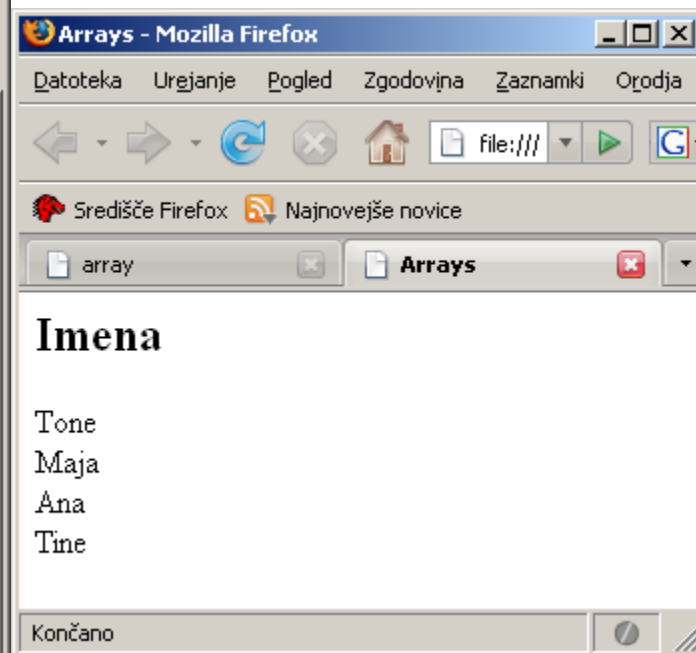 Arrays - Mozilla Firefox
Datoteka Urejanje Pogled Zgodovina Zaznamki Orodja
file:/// G
Središče Firefox Najnovejše novice
array Arrays
Imena
Tone
Maja
Ana
Tine
Končano